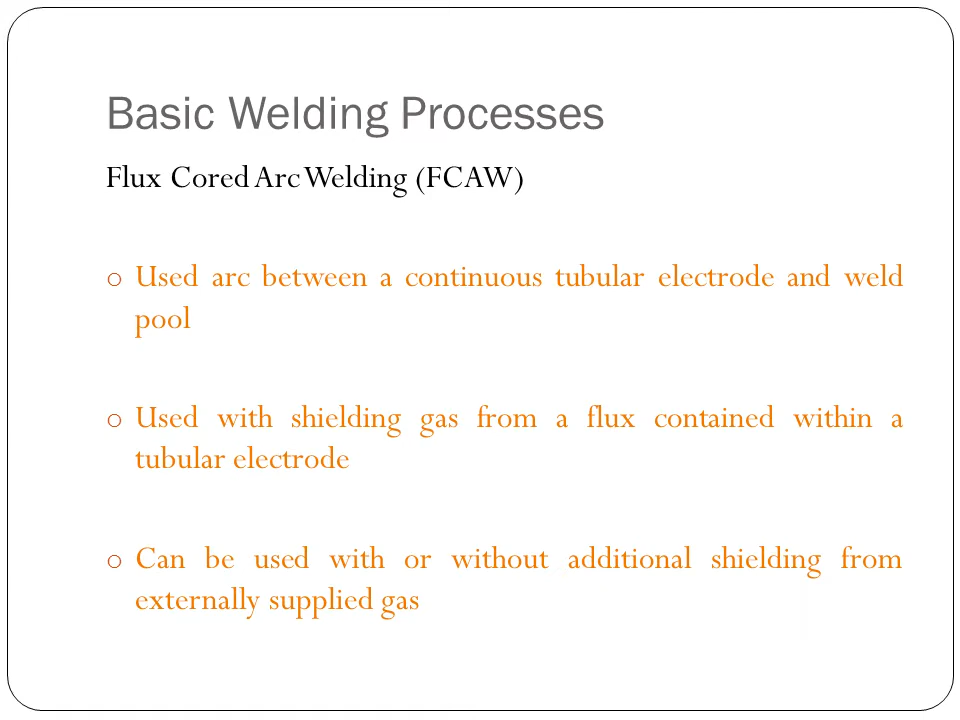 Basic Welding Processes
Flux Cored Arc Welding (FCAW)
o Used arc between a continuous tubular electrode and weld
pool
o Used with shielding gas from a flux contained within a
tubular electrode
o Can be used with or without additional shielding from
externally supplied gas